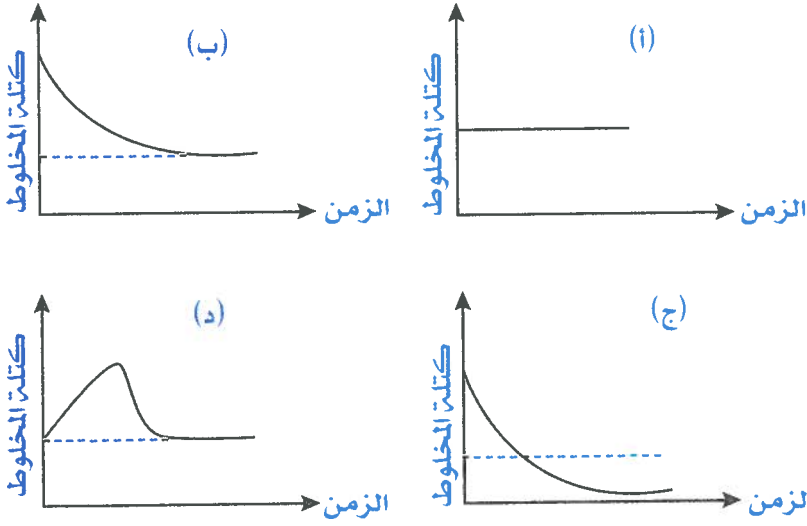 (أ)
كتلة المخلوط
الزمن
(ب)
كتلة المخلوط
الزمن
(ج)
كتلة المخلوط
لزمن
(د)
كتلة المخلوط
الزمن